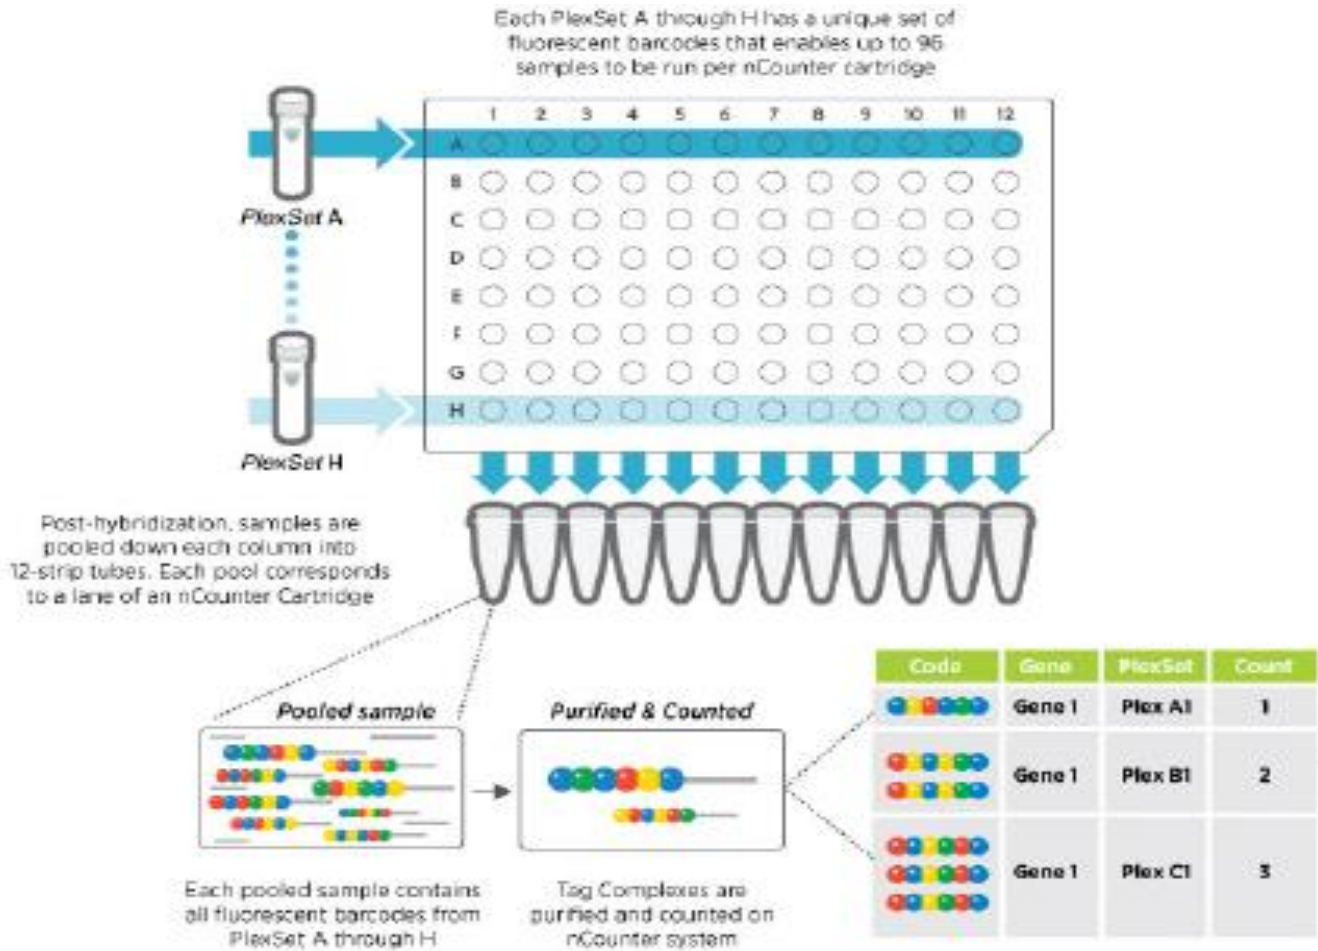 Each PlexSet A through H has a unique set of
fluorescent barcodes that enables up to 96
samples to be run per nCounter cartridge
1 2 3 4 5 6 7 8 9 10 11 12
A
B
C
D
E
F
G
H
PlexSet A
PlexSet H
Post-hybridization, samples are
pooled down each column into
12-strip tubes. Each pool corresponds
to a lane of an nCounter Cartridge
Pooled sample
Each pooled sample contains
all fluorescent barcodes from
PlexSet A through H
Purified & Counted
Tag Complexes are
purified and counted on
nCounter system
Code Gene PlexSet Count
Gene 1 Plex A1 1
Gene 1 Plex B1 2
Gene 1 Plex C1 3